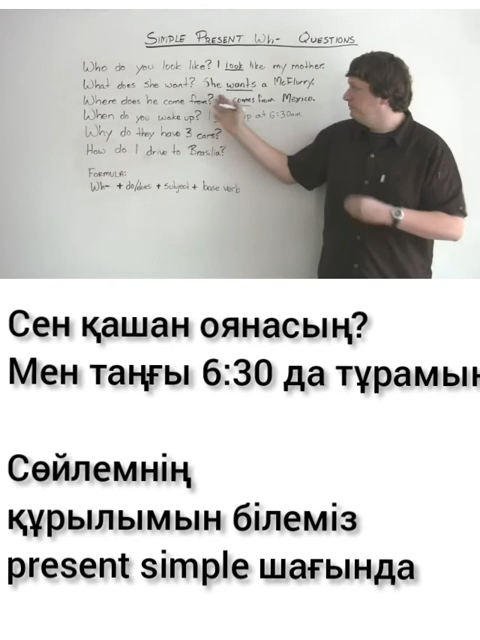 SIMPLE PRESENT Wh- QUESTIONS
Who do you look like? I look like my mother.
What does she want? She wants a McFlurry.
Where does he come from? comes from Mexico.
When do you wake up? I up at 6:30am
Why do they have 3 cars?
How do I drive to Brasilia?
FORMULA:
Wh- + do/does + subject + base verb
Сен қашан оянасың?
Мен таңғы 6:30 да тұрамын
Сөйлемнің
құрылымын білеміз
present simple шағында